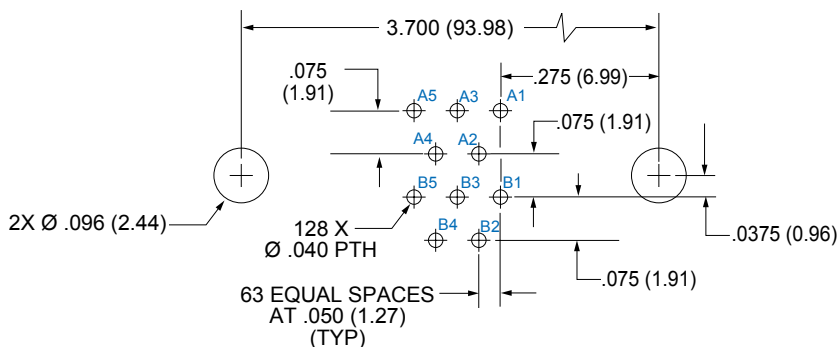 3.700 (93.98)
.075
(1.91)
.275 (6.99)
A5 A3 A1
.075 (1.91)
A4 A2
B5 B3 B1
2X Ø .096 (2.44)
128 X
Ø .040 PTH
B4 B2
.0375 (0.96)
.075 (1.91)
63 EQUAL SPACES
AT .050 (1.27)
(TYP)